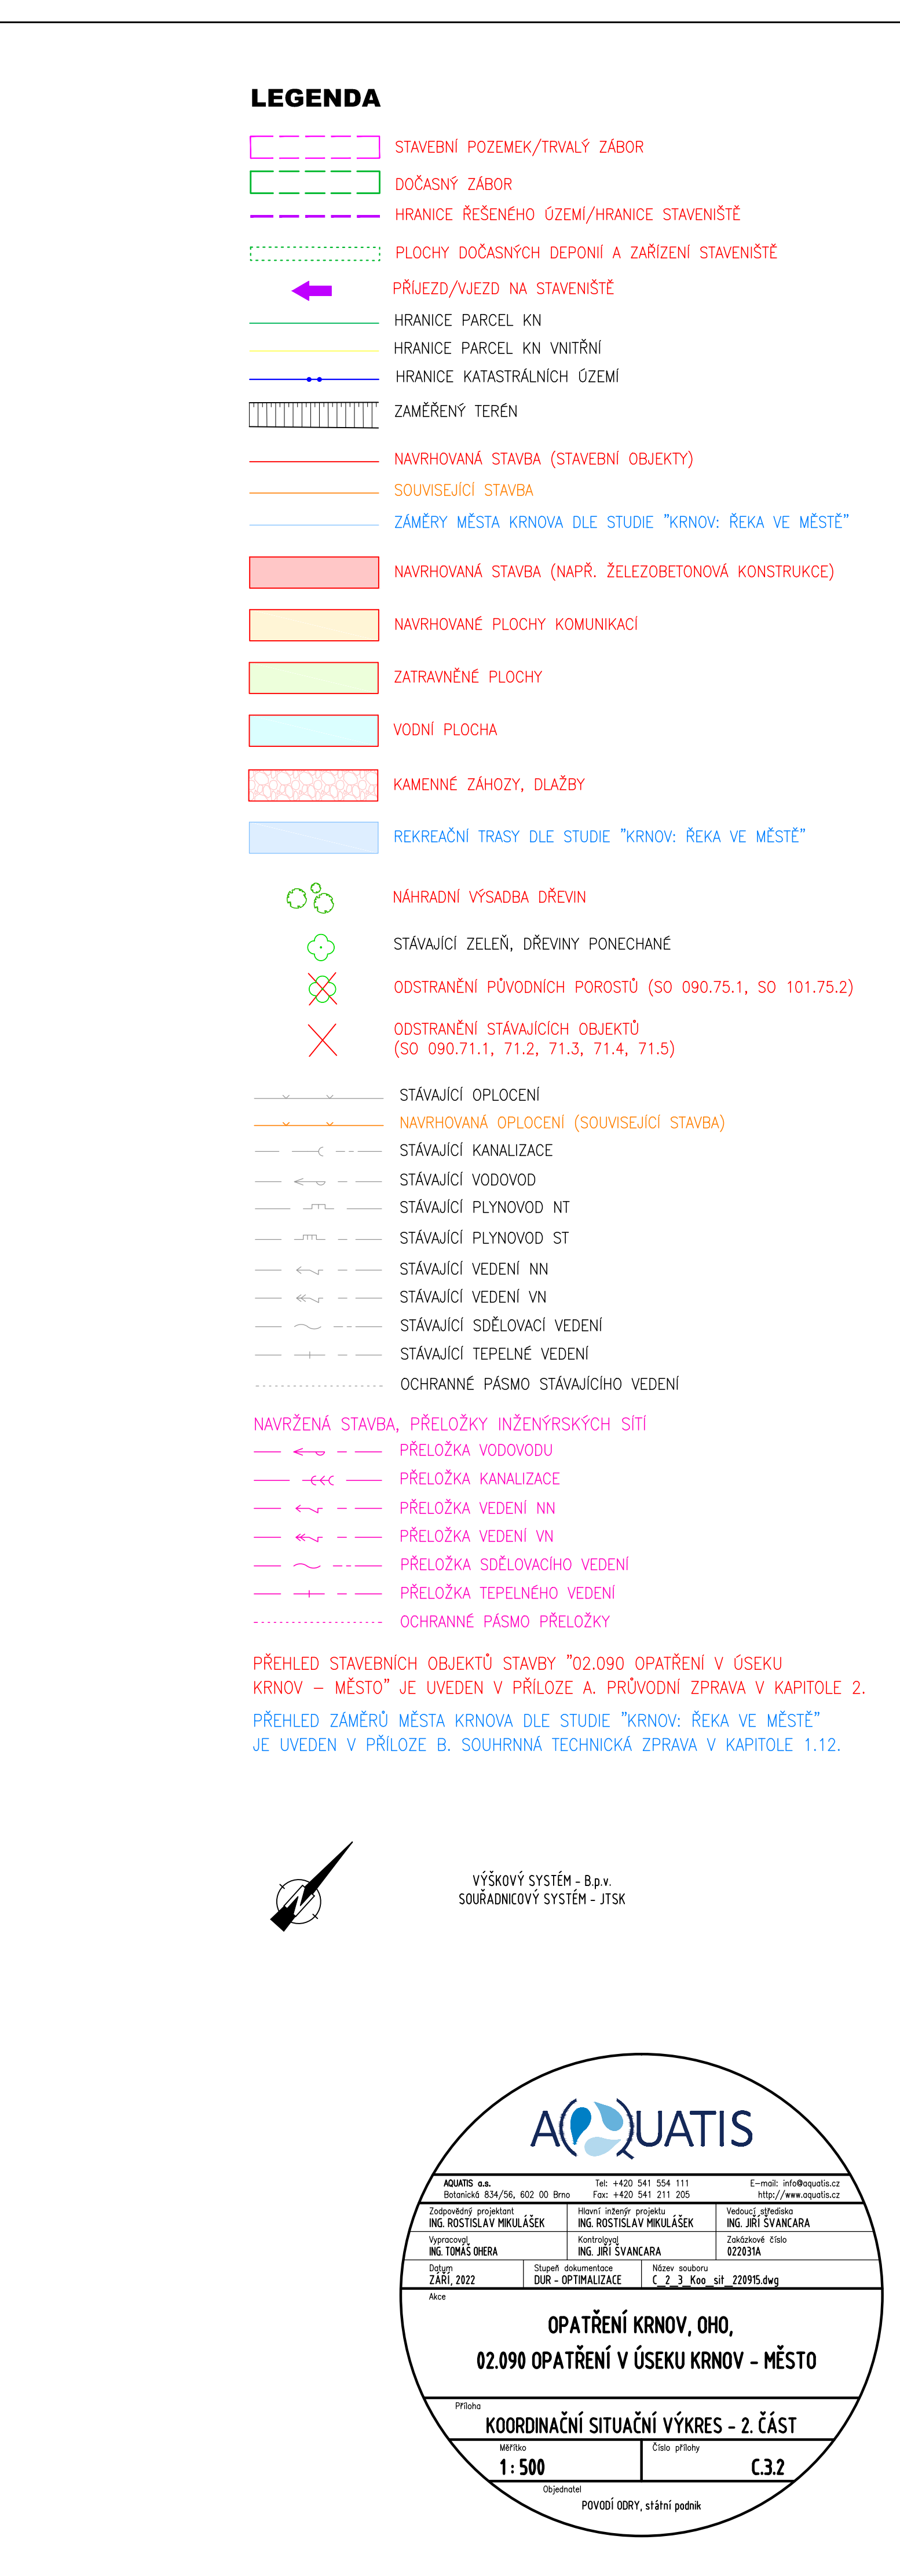 LEGENDA
STAVEBNÍ POZEMEK/TRVALÝ ZÁBOR
DOČASNÝ ZÁBOR
HRANICE ŘEŠENÉHO ÚZEMÍ/HRANICE STAVENIŠTĚ
PLOCHY DOČASNÝCH DEPONIÍ A ZAŘÍZENÍ STAVENIŠTĚ
PŘÍJEZD/VJEZD NA STAVENIŠTĚ
HRANICE PARCEL KN
HRANICE PARCEL KN VNITŘNÍ
HRANICE KATASTRÁLNÍCH ÚZEMÍ
ZAMĚŘENÝ TERÉN
NAVRHOVANÁ STAVBA (STAVEBNÍ OBJEKTY)
SOUVISEJÍCÍ STAVBA
ZÁMĚRY MĚSTA KRNOVA DLE STUDIE "KRNOV: ŘEKA VE MĚSTĚ"
NAVRHOVANÁ STAVBA (NAPŘ. ŽELEZOBETONOVÁ KONSTRUKCE)
NAVRHOVANÉ PLOCHY KOMUNIKACÍ
ZATRAVNĚNÉ PLOCHY
VODNÍ PLOCHA
KAMENNÉ ZÁHOZY, DLAŽBY
REKREAČNÍ TRASY DLE STUDIE "KRNOV: ŘEKA VE MĚSTĚ"
NÁHRADNÍ VÝSADBA DŘEVIN
STÁVAJÍCÍ ZELEŇ, DŘEVINY PONECHANÉ
ODSTRANĚNÍ PŮVODNÍCH POROSTŮ (SO 090.75.1, SO 101.75.2)
ODSTRANĚNÍ STÁVAJÍCÍCH OBJEKTŮ
(SO 090.71.1, 71.2, 71.3, 71.4, 71.5)
STÁVAJÍCÍ OPLOCENÍ
NAVRHOVANÁ OPLOCENÍ (SOUVISEJÍCÍ STAVBA)
STÁVAJÍCÍ KANALIZACE
STÁVAJÍCÍ VODOVOD
STÁVAJÍCÍ PLYNOVOD NT
STÁVAJÍCÍ PLYNOVOD ST
STÁVAJÍCÍ VEDENÍ NN
STÁVAJÍCÍ VEDENÍ VN
STÁVAJÍCÍ SDĚLOVACÍ VEDENÍ
STÁVAJÍCÍ TEPELNÉ VEDENÍ
OCHRANNÉ PÁSMO STÁVAJÍCÍHO VEDENÍ
NAVRŽENÁ STAVBA, PŘELOŽKY INŽENÝRSKÝCH SÍTÍ
PŘELOŽKA VODOVODU
PŘELOŽKA KANALIZACE
PŘELOŽKA VEDENÍ NN
PŘELOŽKA VEDENÍ VN
PŘELOŽKA SDĚLOVACÍHO VEDENÍ
PŘELOŽKA TEPELNÉHO VEDENÍ
OCHRANNÉ PÁSMO PŘELOŽKY
PŘEHLED STAVEBNÍCH OBJEKTŮ STAVBY "02.090 OPATŘENÍ V ÚSEKU
KRNOV – MĚSTO" JE UVEDEN V PŘÍLOZE A. PRŮVODNÍ ZPRAVA V KAPITOLE 2.
PŘEHLED ZÁMĚRŮ MĚSTA KRNOVA DLE STUDIE "KRNOV: ŘEKA VE MĚSTĚ"
JE UVEDEN V PŘÍLOZE B. SOUHRNNÁ TECHNICKÁ ZPRAVA V KAPITOLE 1.12.
VÝŠKOVÝ SYSTÉM - B.p.v.
SOUŘADNICOVÝ SYSTÉM - JTSK
AQUATIS
AQUATIS a.s. Tel: +420 541 554 111 E-mail: info@aquatis.cz
Botanická 834/56, 602 00 Brno Fax: +420 541 211 205 http://www.aquatis.cz
Zodpovědný projektant Hlavní inženýr projektu Vedoucí střediska
ING. ROSTISLAV MIKULÁŠEK ING. ROSTISLAV MIKULÁŠEK ING. JIŘÍ ŠVANCARA
Vypracoval Kontroloval Zakázkové číslo
ING. TOMÁŠ OHERA ING. JIŘÍ ŠVANCARA 022031A
Datum Stupeň dokumentace Název souboru
ZÁŘÍ, 2022 DUR - OPTIMALIZACE C_2_3_Koo_sit_220915.dwg
Akce
OPATŘENÍ KRNOV, OHO,
02.090 OPATŘENÍ V ÚSEKU KRNOV - MĚSTO
Příloha
KOORDINAČNÍ SITUAČNÍ VÝKRES - 2. ČÁST
Měřítko Číslo přílohy
1 : 500 C.3.2
Objednatel
POVODÍ ODRY, státní podnik